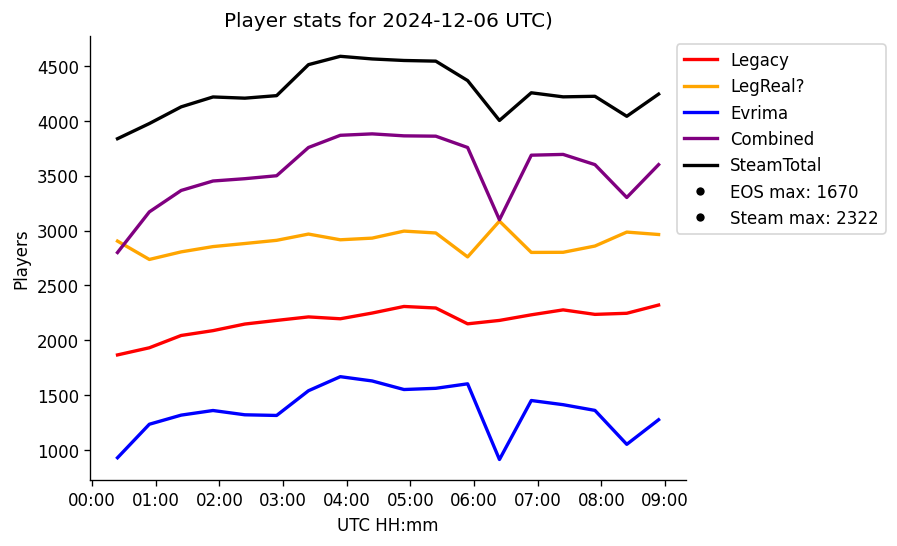 Player stats for 2024-12-06 UTC)
Players
4500
4000
3500
3000
2500
2000
1500
1000
00:00 01:00 02:00 03:00 04:00 05:00 06:00 07:00 08:00 09:00
UTC HH:mm
Legacy
LegReal?
Evrima
Combined
SteamTotal
EOS max: 1670
Steam max: 2322